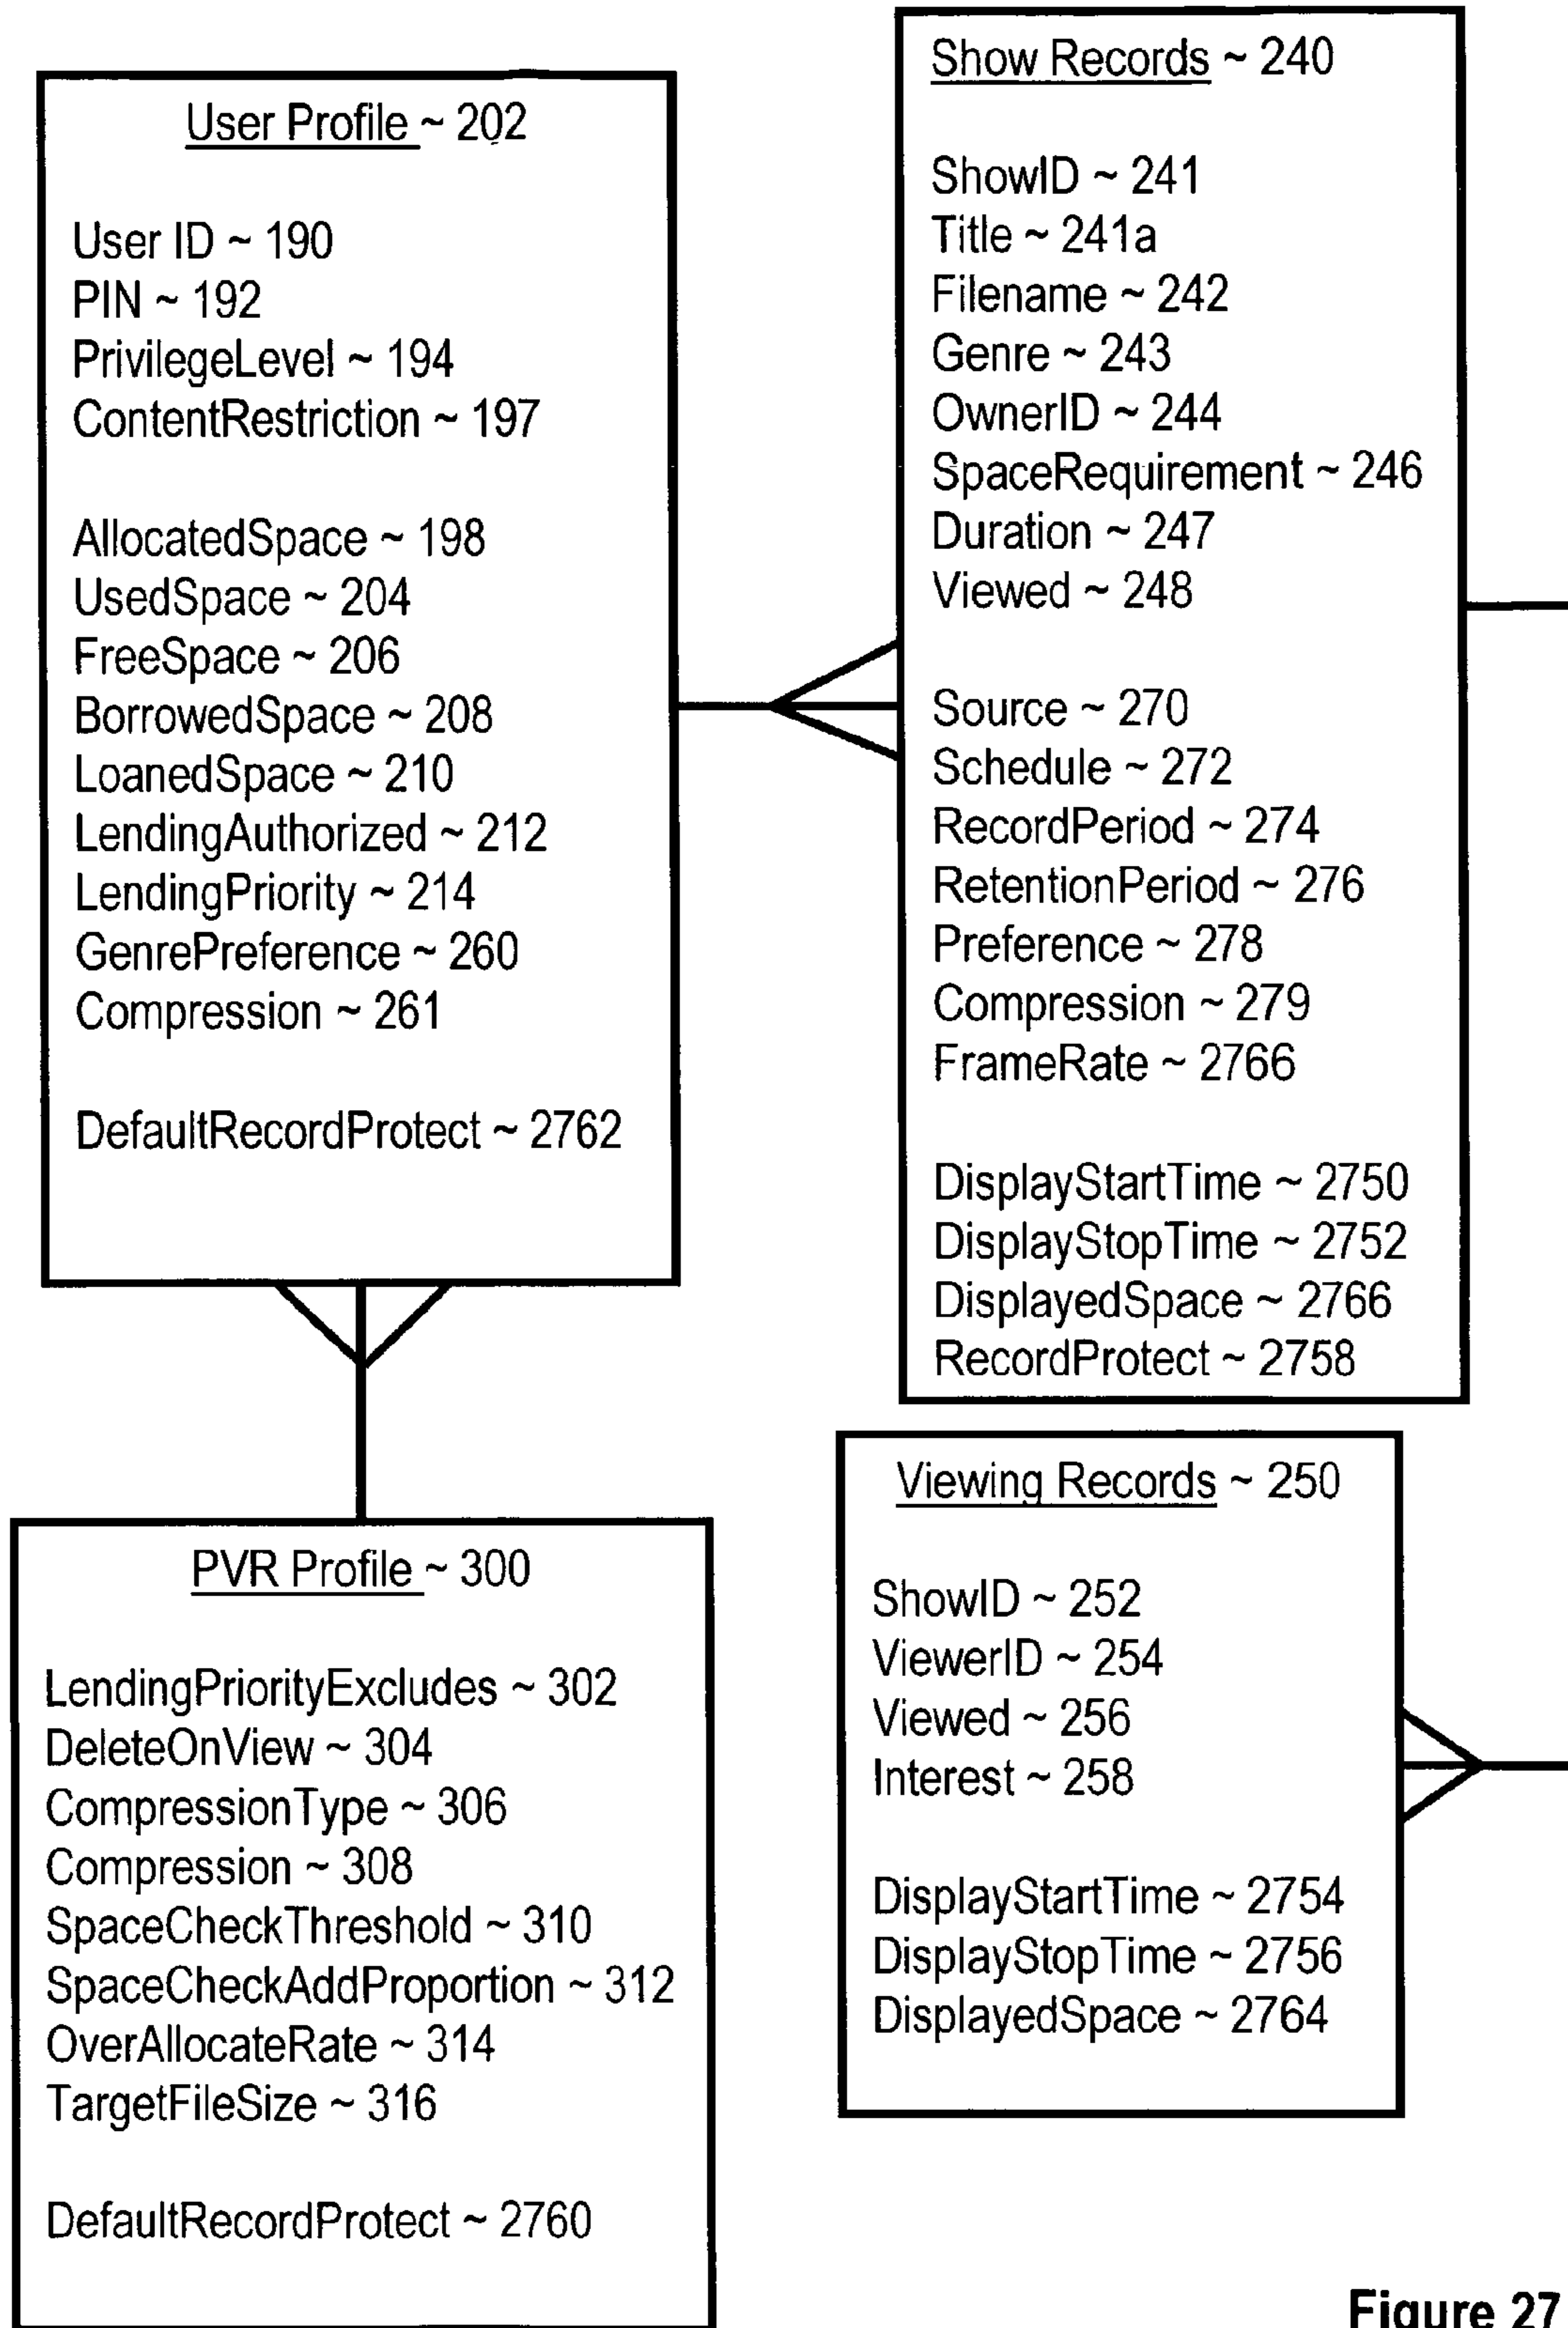 User Profile ~ 202
User ID ~ 190
PIN ~ 192
PrivilegeLevel ~ 194
ContentRestriction ~ 197
AllocatedSpace ~ 198
UsedSpace ~ 204
FreeSpace ~ 206
BorrowedSpace ~ 208
LoanedSpace ~ 210
LendingAuthorized ~ 212
LendingPriority ~ 214
GenrePreference ~ 260
Compression ~ 261
DefaultRecordProtect ~ 2762
Show Records ~ 240
ShowID ~ 241
Title ~ 241a
Filename ~ 242
Genre ~ 243
OwnerID ~ 244
SpaceRequirement ~ 246
Duration ~ 247
Viewed ~ 248
Source ~ 270
Schedule ~ 272
RecordPeriod ~ 274
RetentionPeriod ~ 276
Preference ~ 278
Compression ~ 279
FrameRate ~ 2766
DisplayStartTime ~ 2750
DisplayStopTime ~ 2752
DisplayedSpace ~ 2766
RecordProtect ~ 2758
PVR Profile ~ 300
LendingPriorityExcludes ~ 302
DeleteOnView ~ 304
CompressionType ~ 306
Compression ~ 308
SpaceCheckThreshold ~ 310
SpaceCheckAddProportion ~ 312
OverAllocateRate ~ 314
TargetFileSize ~ 316
DefaultRecordProtect ~ 2760
Viewing Records ~ 250
ShowID ~ 252
ViewerID ~ 254
Viewed ~ 256
Interest ~ 258
DisplayStartTime ~ 2754
DisplayStopTime ~ 2756
DisplayedSpace ~ 2764
Figure 27